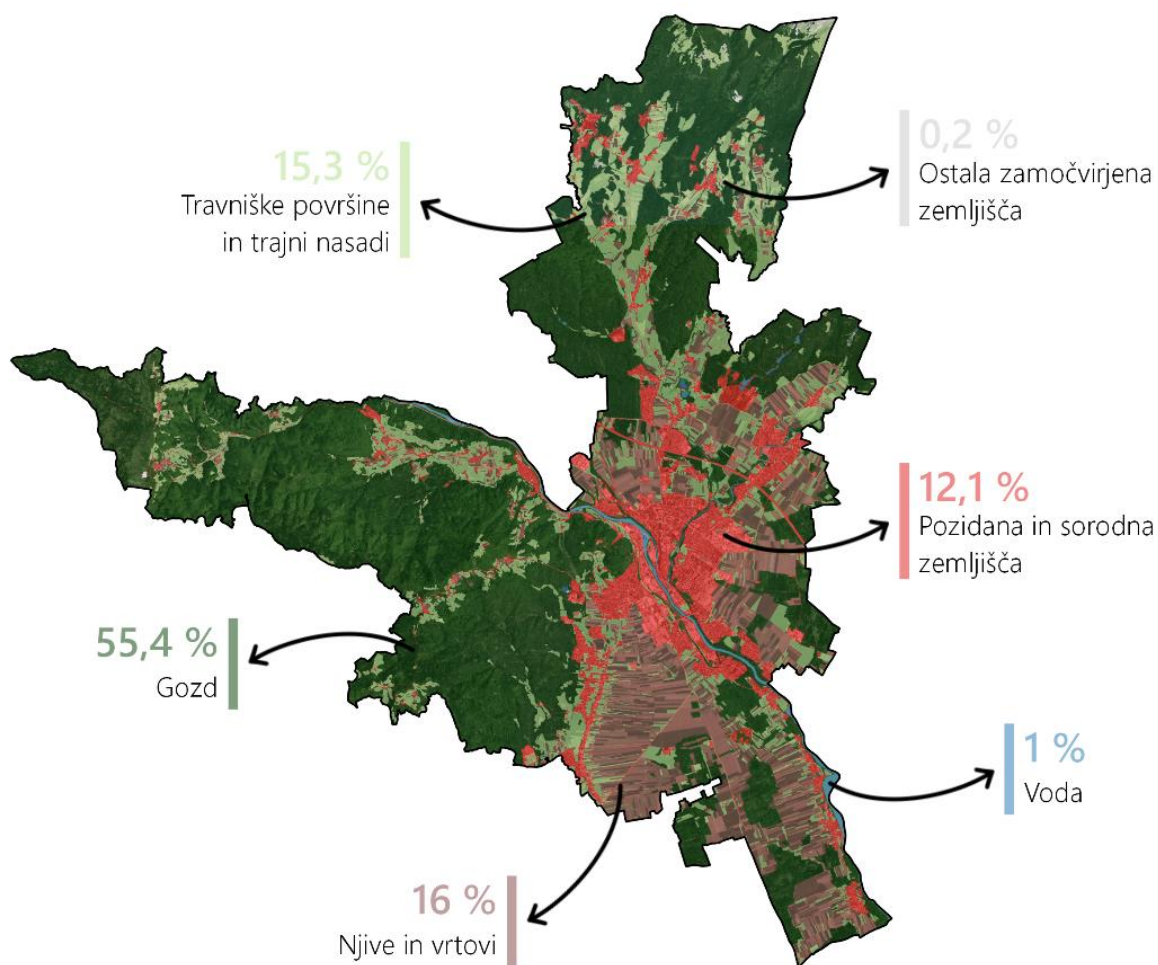 15,3 %
Travniške površine
in trajni nasadi
0,2 %
Ostala zamočvirjena
zemljišča
12,1 %
Pozidana in sorodna
zemljišča
55,4 %
Gozd
1 %
Voda
16 %
Njive in vrtovi